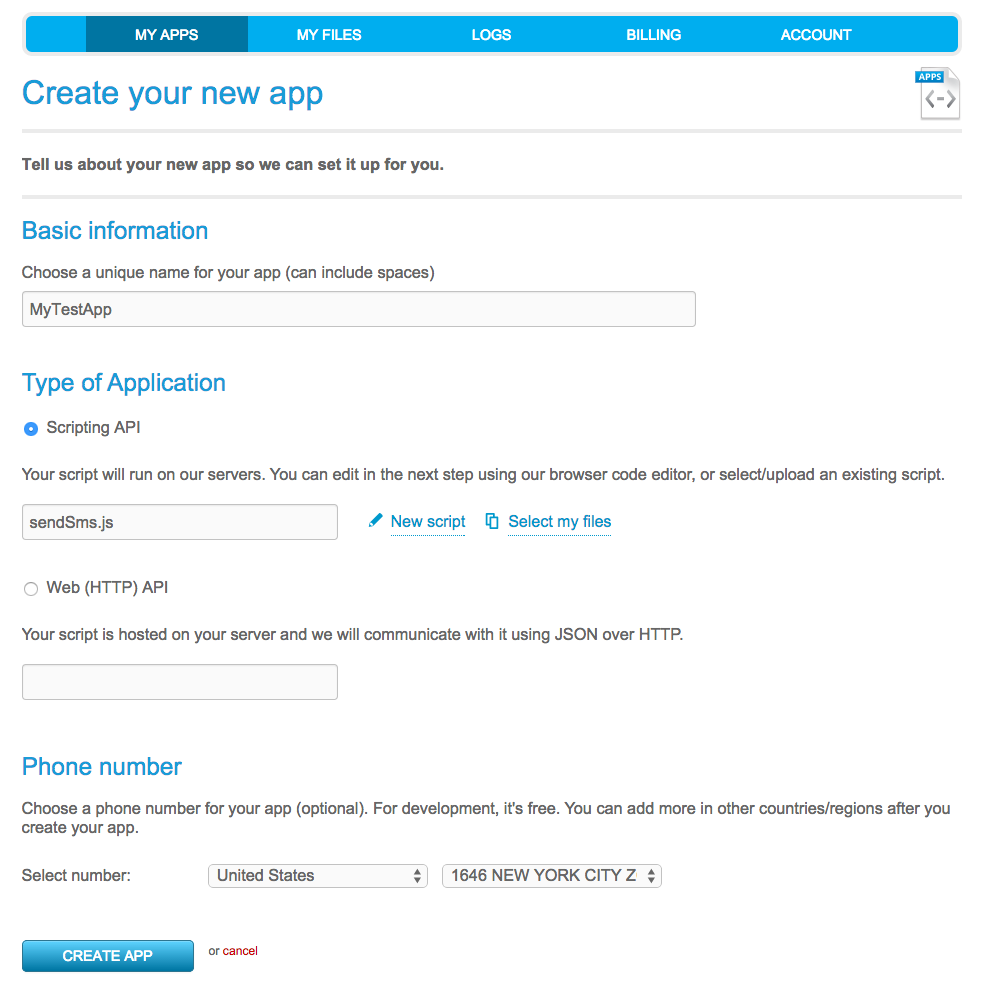 MY APPS MY FILES LOGS BILLING ACCOUNT
Create your new app
APPS
Tell us about your new app so we can set it up for you.
Basic information
Choose a unique name for your app (can include spaces)
MyTestApp
Type of Application
Scripting API
Your script will run on our servers. You can edit in the next step using our browser code editor, or select/upload an existing script.
sendSms.js New script Select my files
Web (HTTP) API
Your script is hosted on your server and we will communicate with it using JSON over HTTP.
Phone number
Choose a phone number for your app (optional). For development, it's free. You can add more in other countries/regions after you
create your app.
Select number: United States 1646 NEW YORK CITY Z
CREATE APP or cancel